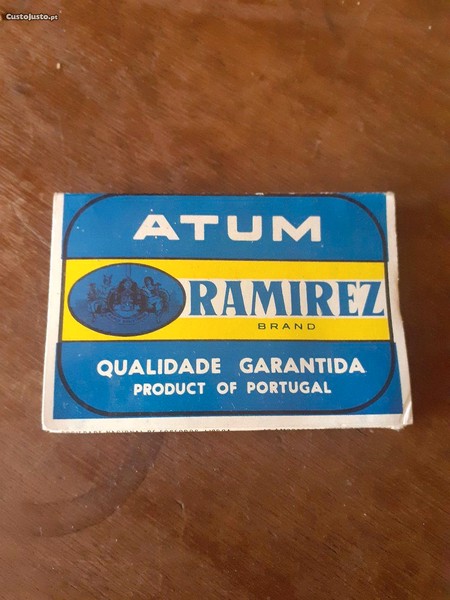 CustoJusto.pt
ATUM
RAMIREZ
BRAND
QUALIDADE GARANTIDA
PRODUCT OF PORTUGAL